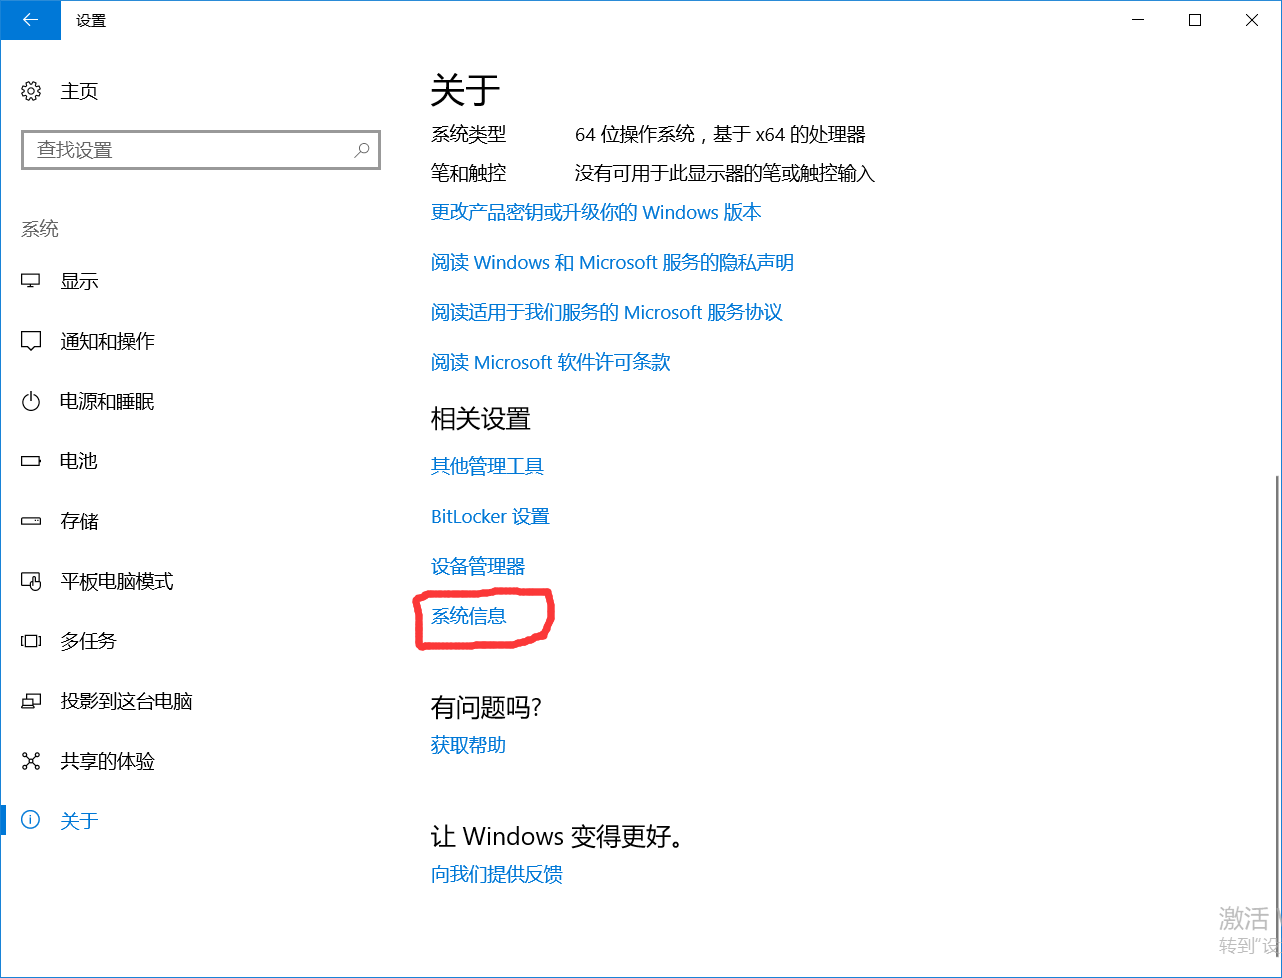 设置
主页
查找设置
系统
显示
通知和操作
电源和睡眠
电池
存储
平板电脑模式
多任务
投影到这台电脑
共享的体验
关于
关于
系统类型 64 位操作系统，基于 x64 的处理器
笔和触控 没有可用于此显示器的笔或触控输入
更改产品密钥或升级你的 Windows 版本
阅读 Windows 和 Microsoft 服务的隐私声明
阅读适用于我们服务的 Microsoft 服务协议
阅读 Microsoft 软件许可条款
相关设置
其他管理工具
BitLocker 设置
设备管理器
系统信息
有问题吗?
获取帮助
让 Windows 变得更好。
向我们提供反馈
激活
转到“设